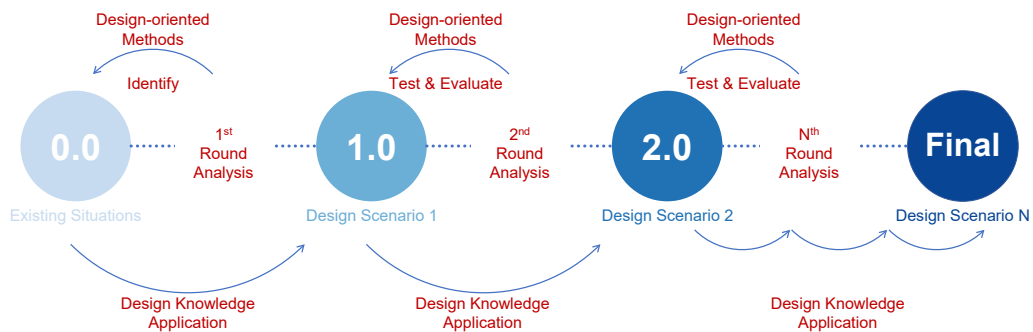 Design-oriented
Methods
Design-oriented
Methods
Design-oriented
Methods
Identify
Test & Evaluate
Test & Evaluate
0.0
1st
Round
Analysis
1.0
2nd
Round
Analysis
2.0
Nth
Round
Analysis
Final
Existing Situations
Design Scenario 1
Design Scenario 2
Design Scenario N
Design Knowledge
Application
Design Knowledge
Application
Design Knowledge
Application